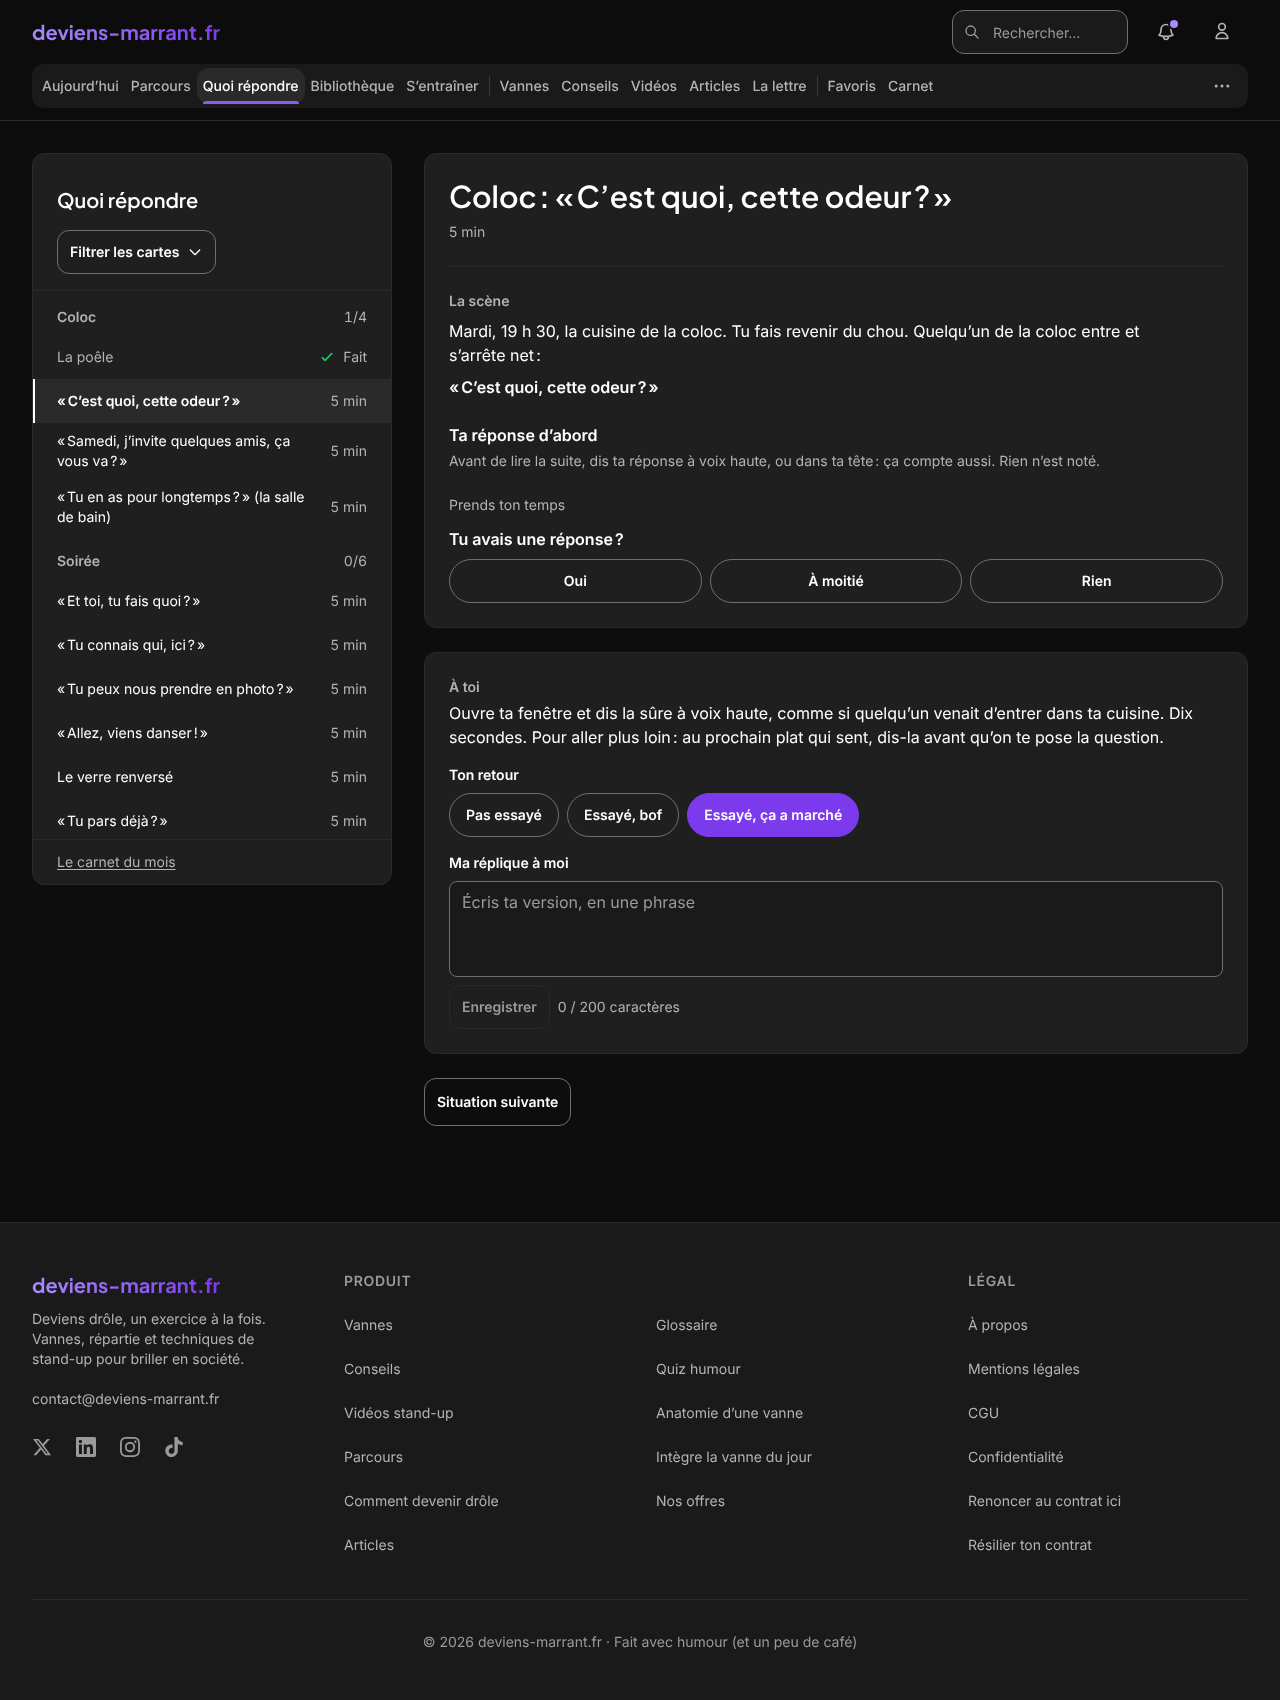 deviens-marrant.fr
Rechercher...
Aujourd’hui Parcours Quoi répondre Bibliothèque S’entraîner Vannes Conseils Vidéos Articles La lettre Favoris Carnet
Quoi répondre
Filtrer les cartes
Coloc 1/4
La poêle Fait
« C’est quoi, cette odeur ? » 5 min
« Samedi, j’invite quelques amis, ça
vous va ? » 5 min
« Tu en as pour longtemps ? » (la salle
de bain) 5 min
Soirée 0/6
« Et toi, tu fais quoi ? » 5 min
« Tu connais qui, ici ? » 5 min
« Tu peux nous prendre en photo ? » 5 min
« Allez, viens danser ! » 5 min
Le verre renversé 5 min
« Tu pars déjà ? » 5 min
Le carnet du mois
Coloc : « C’est quoi, cette odeur ? »
5 min
La scène
Mardi, 19 h 30, la cuisine de la coloc. Tu fais revenir du chou. Quelqu’un de la coloc entre et
s’arrête net :
« C’est quoi, cette odeur ? »
Ta réponse d’abord
Avant de lire la suite, dis ta réponse à voix haute, ou dans ta tête : ça compte aussi. Rien n’est noté.
Prends ton temps
Tu avais une réponse ?
Oui À moitié Rien
À toi
Ouvre ta fenêtre et dis la sûre à voix haute, comme si quelqu’un venait d’entrer dans ta cuisine. Dix
secondes. Pour aller plus loin : au prochain plat qui sent, dis-la avant qu’on te pose la question.
Ton retour
Pas essayé Essayé, bof Essayé, ça a marché
Ma réplique à moi
Écris ta version, en une phrase
Enregistrer 0 / 200 caractères
Situation suivante
deviens-marrant.fr
Deviens drôle, un exercice à la fois.
Vannes, répartie et techniques de
stand-up pour briller en société.
contact@deviens-marrant.fr
PRODUIT
Vannes
Conseils
Vidéos stand-up
Parcours
Comment devenir drôle
Articles
Glossaire
Quiz humour
Anatomie d’une vanne
Intègre la vanne du jour
Nos offres
LÉGAL
À propos
Mentions légales
CGU
Confidentialité
Renoncer au contrat ici
Résilier ton contrat
© 2026 deviens-marrant.fr · Fait avec humour (et un peu de café)